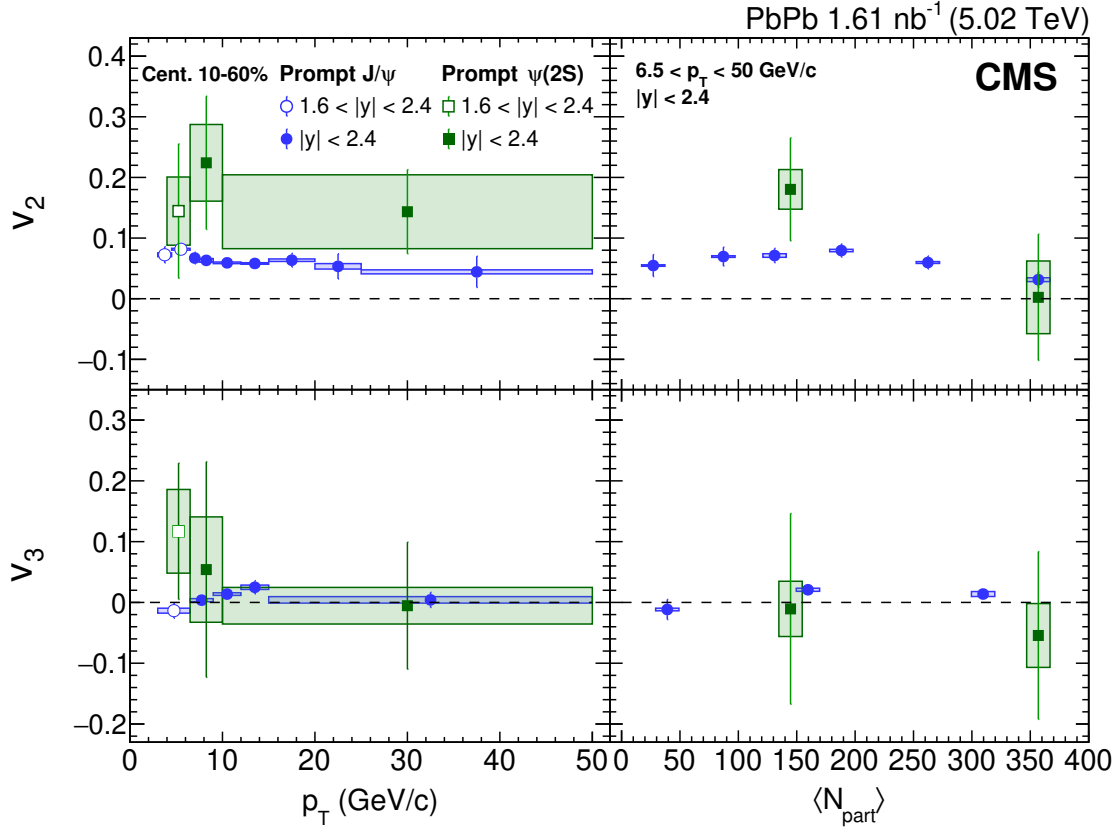 PbPb 1.61 nb⁻¹ (5.02 TeV)
Cent. 10-60% Prompt J/ψ Prompt ψ(2S)
1.6 < |y| < 2.4 1.6 < |y| < 2.4
|y| < 2.4 |y| < 2.4
6.5 < p_T < 50 GeV/c
|y| < 2.4
CMS
v₂
0.4
0.3
0.2
0.1
0
−0.1
v₃
0.3
0.2
0.1
0
−0.1
−0.2
0 10 20 30 40 50
p_T (GeV/c)
0 50 100 150 200 250 300 350 400
⟨N_part⟩